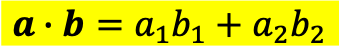 a · b = a₁b₁ + a₂b₂